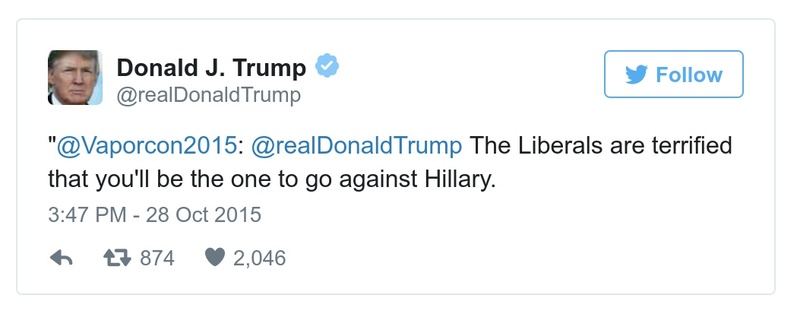 Donald J. Trump
@realDonaldTrump
Follow
"@Vaporcon2015: @realDonaldTrump The Liberals are terrified
that you'll be the one to go against Hillary.
3:47 PM - 28 Oct 2015
874 2,046